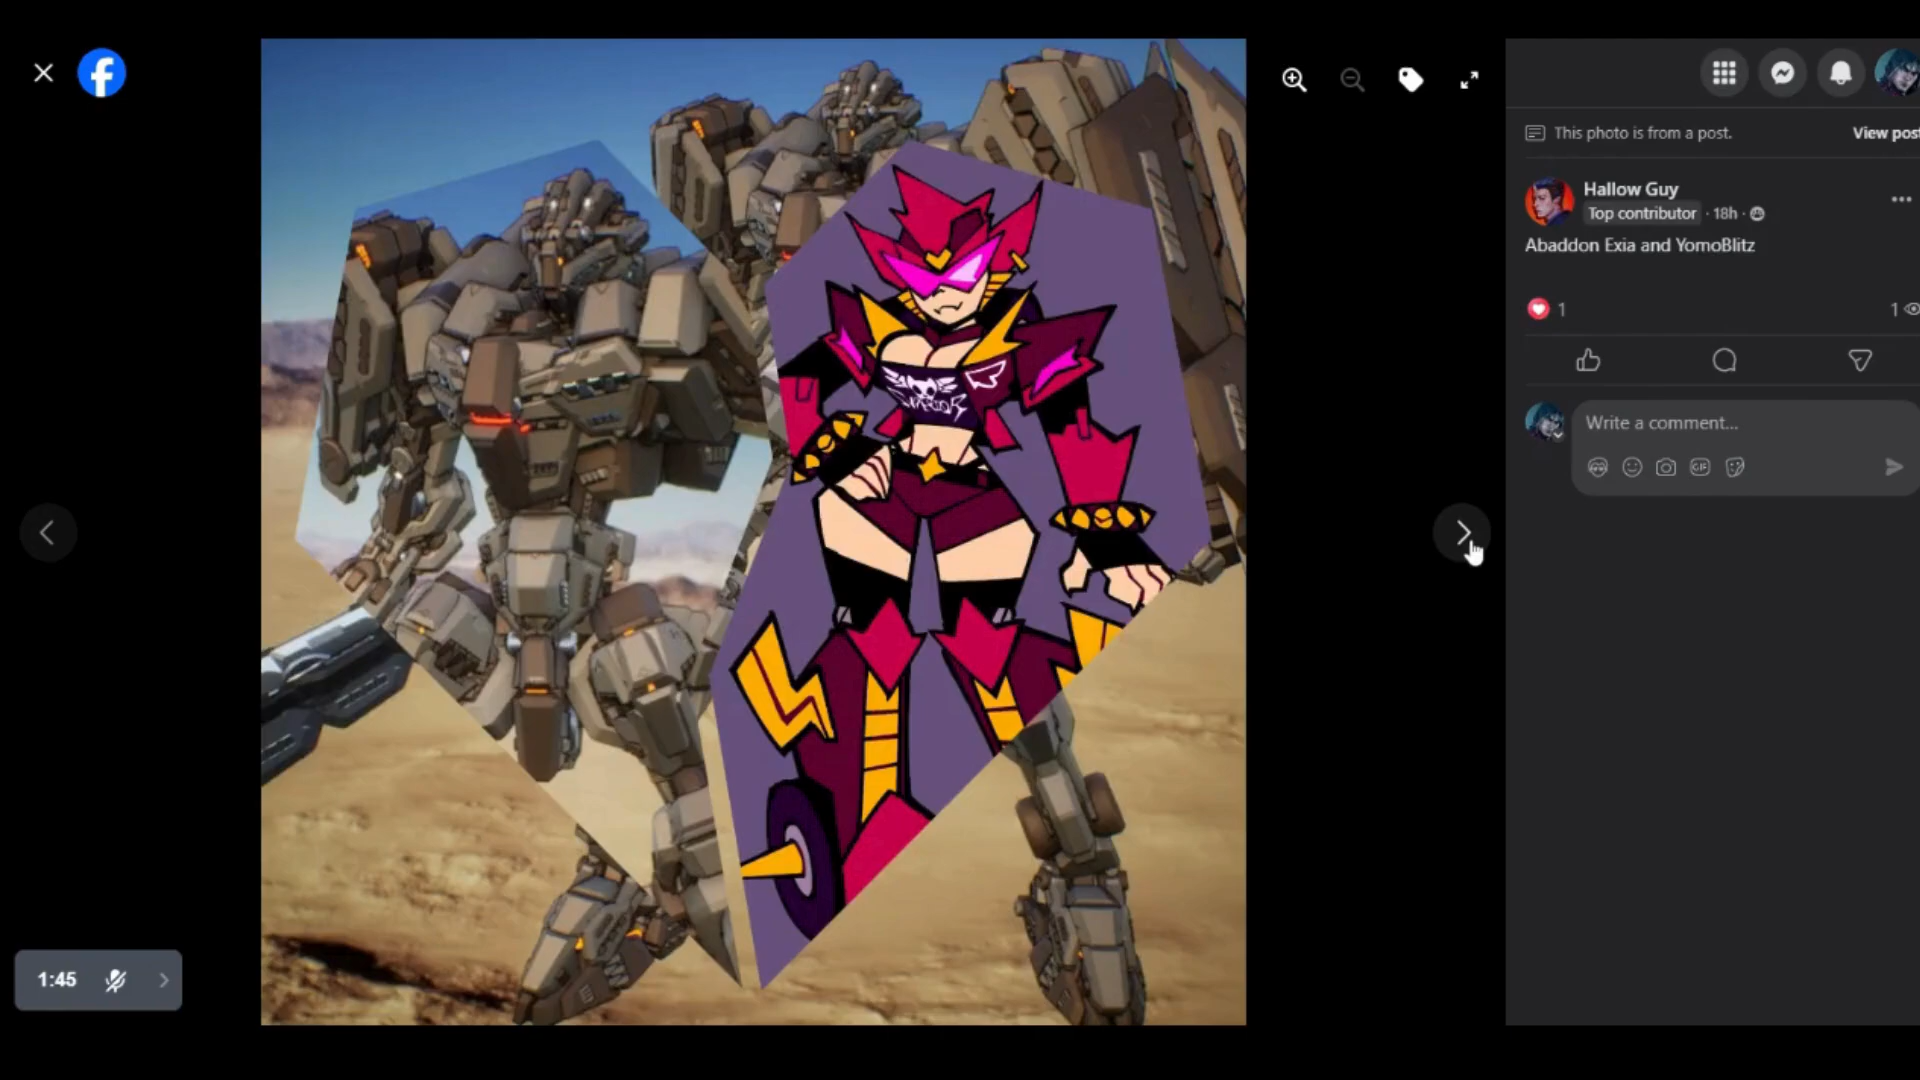 This photo is from a post.
View post
Hallow Guy
Top contributor · 18h ·
Abaddon Exia and YomoBlitz
1
1
Write a comment...
GIF
1:45